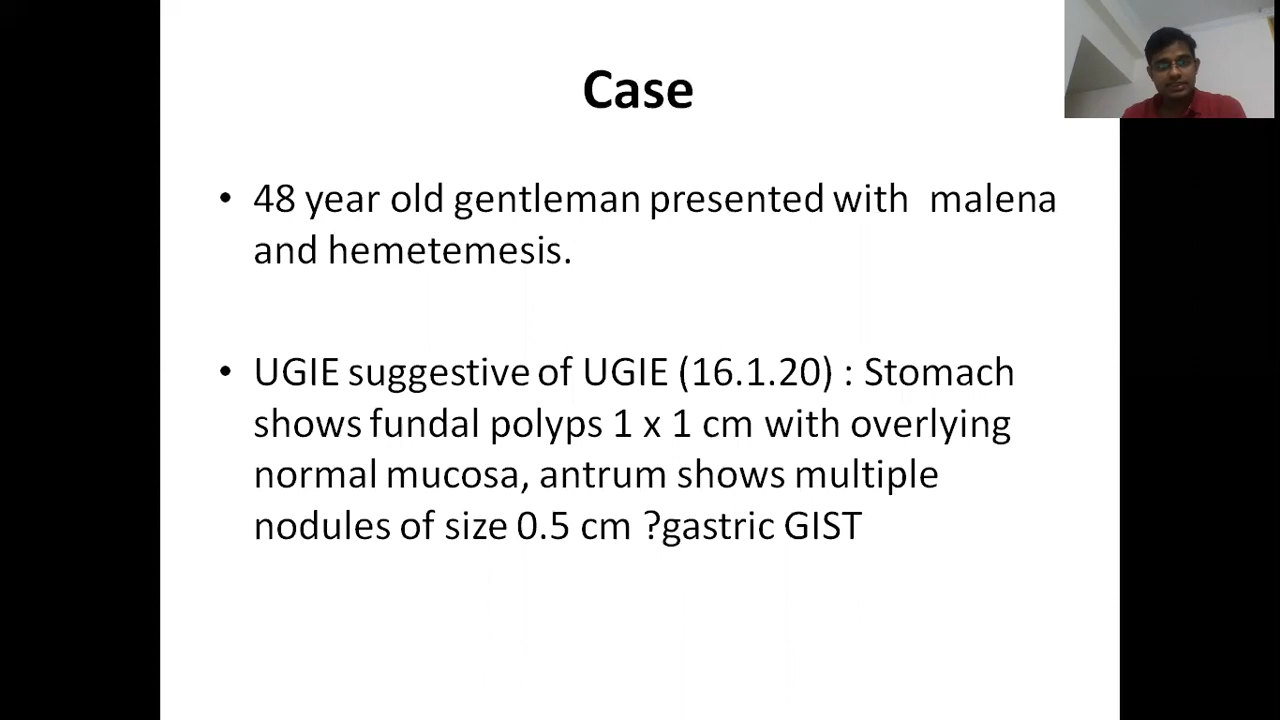 Case
• 48 year old gentleman presented with malena
and hemetemesis.
• UGIE suggestive of UGIE (16.1.20) : Stomach
shows fundal polyps 1 x 1 cm with overlying
normal mucosa, antrum shows multiple
nodules of size 0.5 cm ?gastric GIST